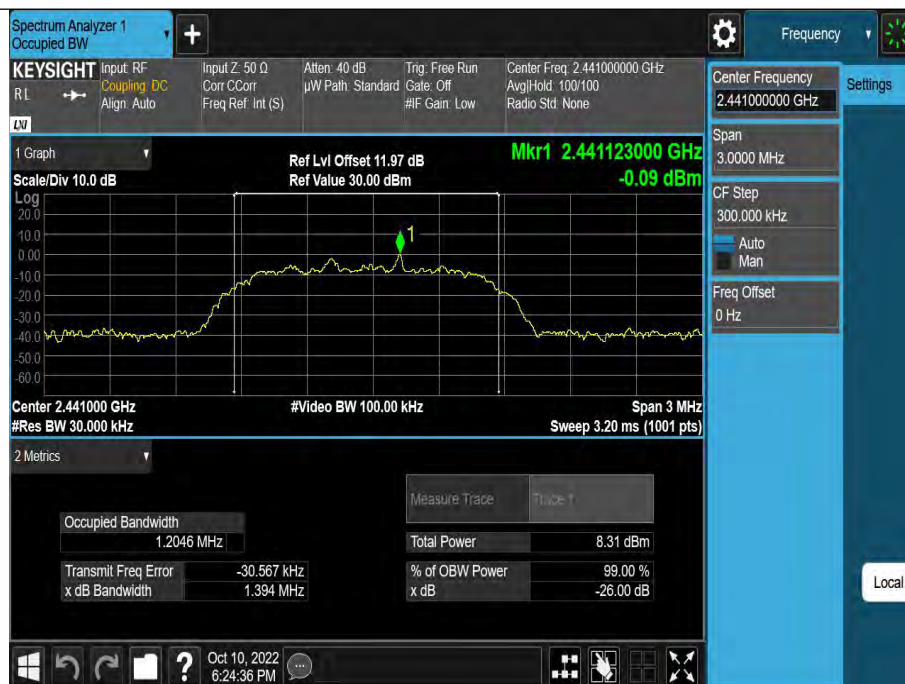 Spectrum Analyzer 1
Occupied BW
Frequency
KEYSIGHT
R L
LXI
Input: RF
Coupling: DC
Align: Auto
Input Z: 50 Ω
Corr CCorr
Freq Ref: Int (S)
Atten: 40 dB
µW Path: Standard
Trig: Free Run
Gate: Off
#IF Gain: Low
Center Freq: 2.441000000 GHz
Avg|Hold: 100/100
Radio Std: None
Center Frequency
2.441000000 GHz
Settings
Span
3.0000 MHz
CF Step
300.000 kHz
Auto
Man
Freq Offset
0 Hz
1 Graph
Scale/Div 10.0 dB
Ref Lvl Offset 11.97 dB
Ref Value 30.00 dBm
Mkr1 2.441123000 GHz
-0.09 dBm
Log
20.0
10.0
0.00
-10.0
-20.0
-30.0
-40.0
-50.0
-60.0
1
Center 2.441000 GHz
#Res BW 30.000 kHz
#Video BW 100.00 kHz
Span 3 MHz
Sweep 3.20 ms (1001 pts)
2 Metrics
Measure Trace
Trace 1
Occupied Bandwidth
1.2046 MHz
Total Power
8.31 dBm
Transmit Freq Error
-30.567 kHz
% of OBW Power
99.00 %
x dB Bandwidth
1.394 MHz
x dB
-26.00 dB
Local
?
Oct 10, 2022
6:24:36 PM